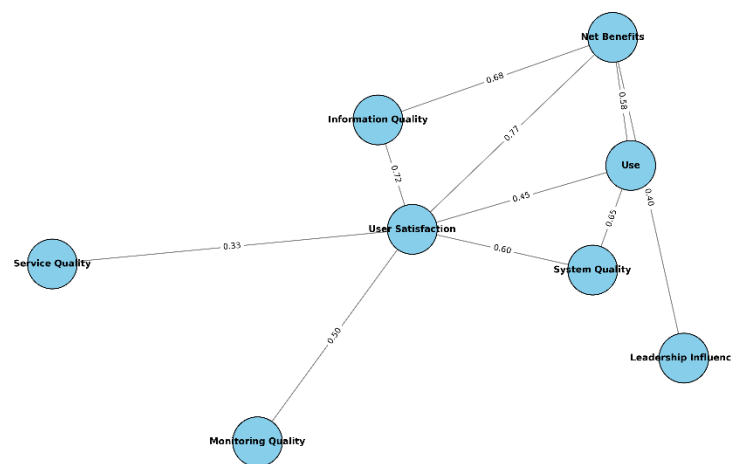 Net Benefits
0.68
0.58
Information Quality
0.77
Use
0.72
0.45
0.40
0.65
User Satisfaction
0.33
0.60
Service Quality
System Quality
0.50
Leadership Influenc
Monitoring Quality